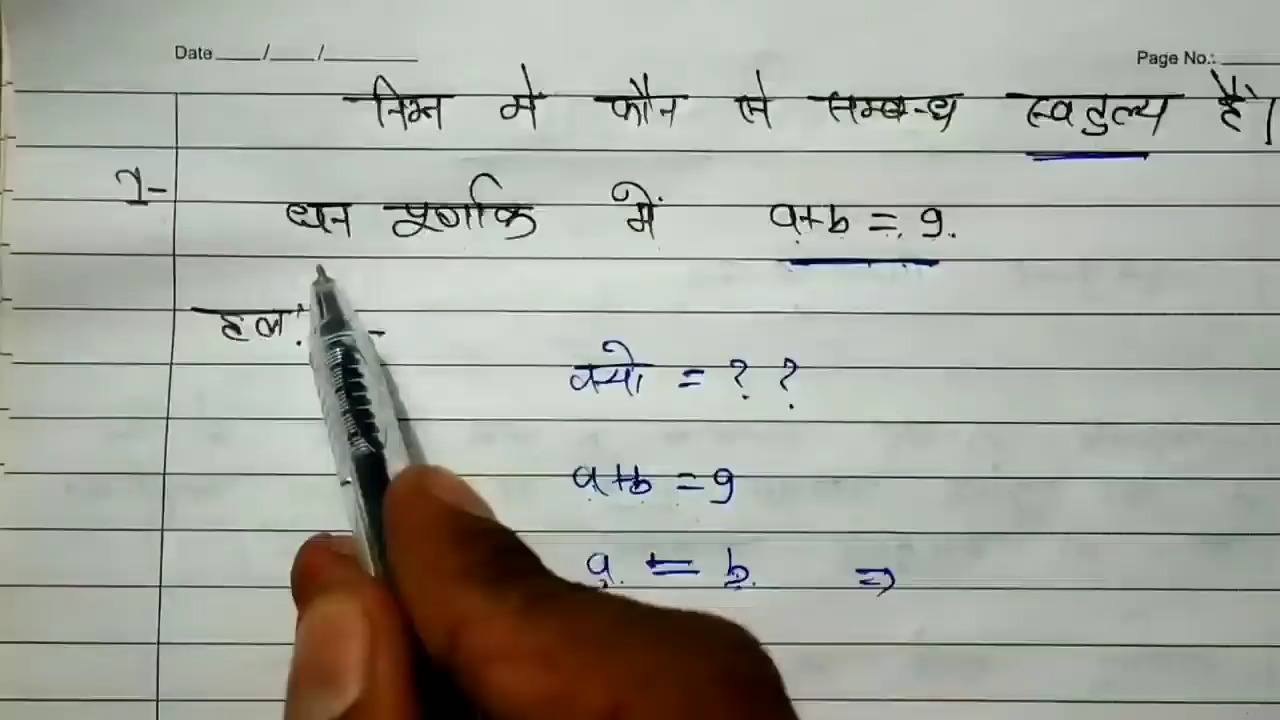 Date ___/___/______ Page No.:
निम्न में कौन से सम्बन्ध स्वतुल्य हैं।
1- धन पूर्णांक में a+b = 9.
हल:-
क्यो = ? ?
a+b = 9
a = b ⇒